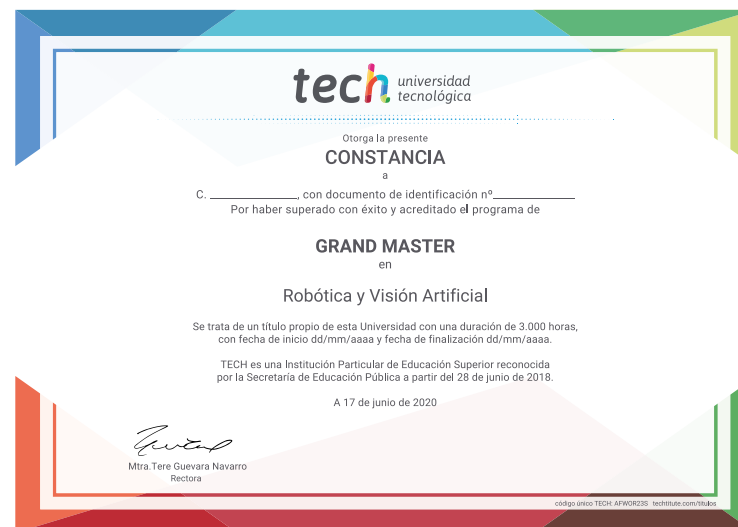 tech universidad
tecnológica
Otorga la presente
CONSTANCIA
a
C. ______________, con documento de identificación nº_____________
Por haber superado con éxito y acreditado el programa de
GRAND MASTER
en
Robótica y Visión Artificial
Se trata de un título propio de esta Universidad con una duración de 3.000 horas,
con fecha de inicio dd/mm/aaaa y fecha de finalización dd/mm/aaaa.
TECH es una Institución Particular de Educación Superior reconocida
por la Secretaría de Educación Pública a partir del 28 de junio de 2018.
A 17 de junio de 2020
Mtra.Tere Guevara Navarro
Rectora
código único TECH: AFWOR23S techtitute.com/titulos